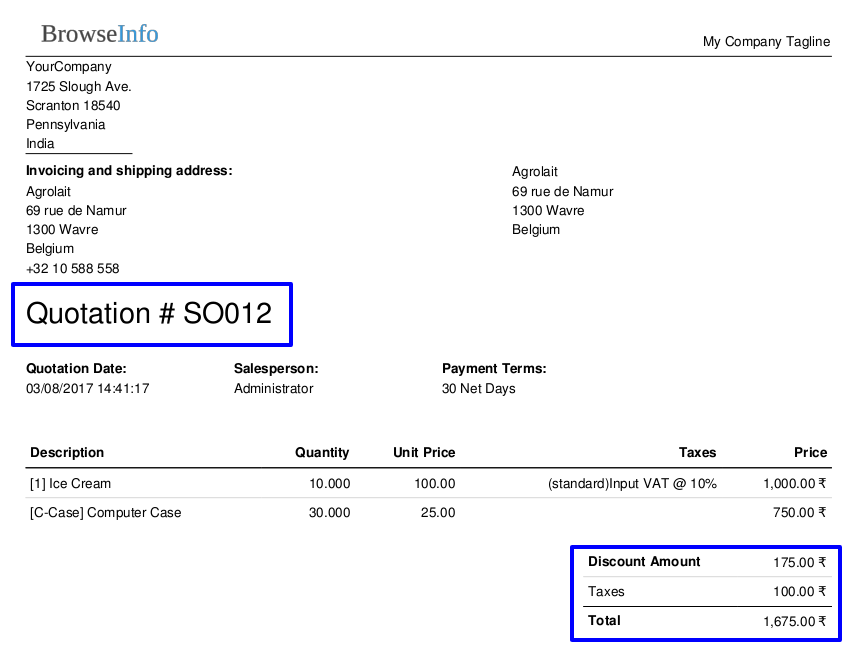 BrowseInfo
My Company Tagline
YourCompany
1725 Slough Ave.
Scranton 18540
Pennsylvania
India
Invoicing and shipping address:
Agrolait
69 rue de Namur
1300 Wavre
Belgium
+32 10 588 558
Agrolait
69 rue de Namur
1300 Wavre
Belgium
Quotation # SO012
Quotation Date: Salesperson: Payment Terms:
03/08/2017 14:41:17 Administrator 30 Net Days
Description Quantity Unit Price Taxes Price
[1] Ice Cream 10.000 100.00 (standard)Input VAT @ 10% 1,000.00 ₹
[C-Case] Computer Case 30.000 25.00 750.00 ₹
Discount Amount 175.00 ₹
Taxes 100.00 ₹
Total 1,675.00 ₹